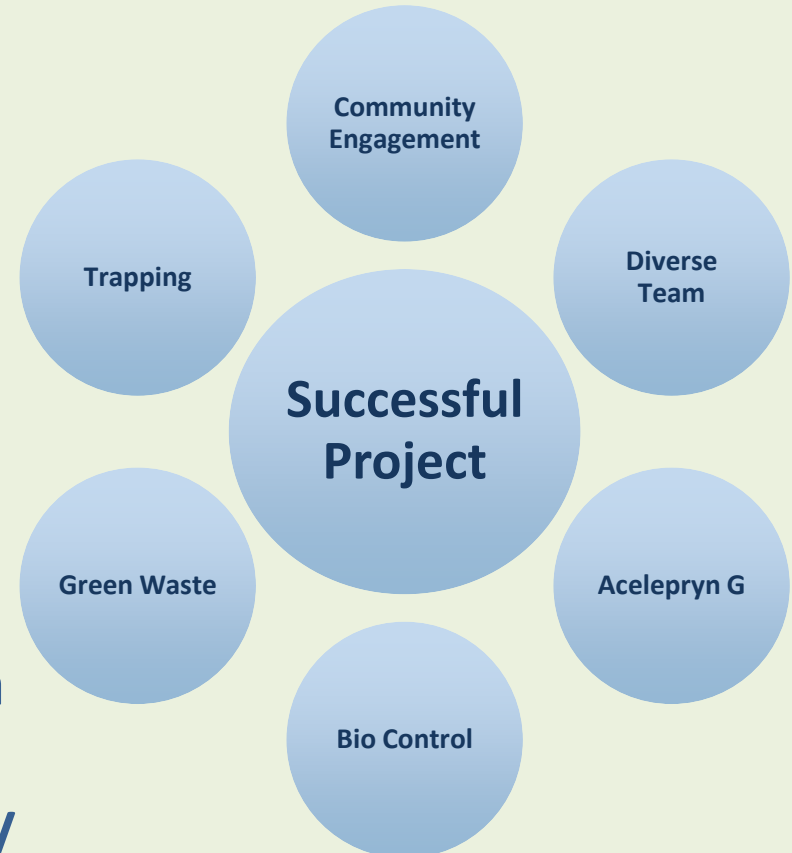 Community
Engagement
Trapping
Diverse
Team
Successful
Project
Green Waste
Acelepryn G
Bio Control